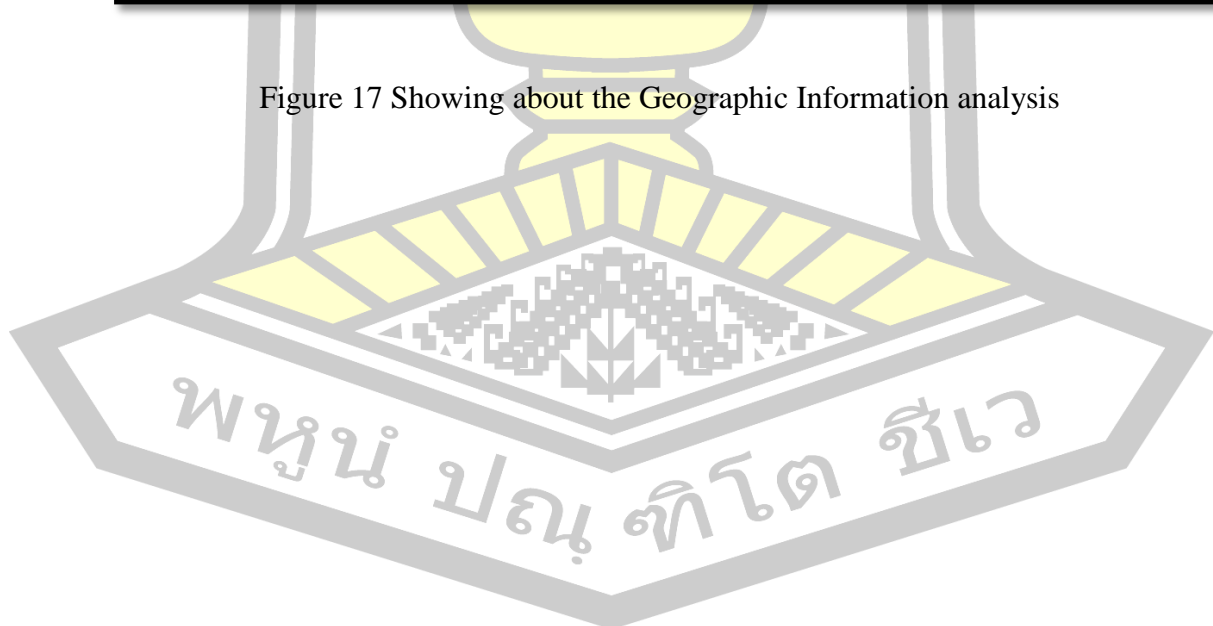 Figure 17 Showing about the Geographic Information analysis
พหูนํ ปณฺ ฑิโต ชีเว